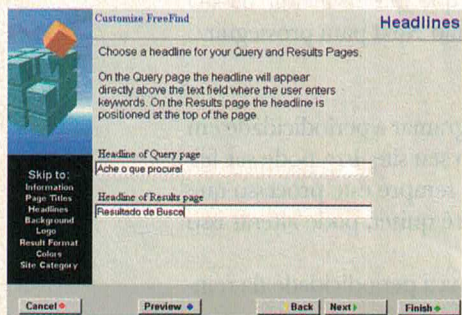 Customize FreeFind
Headlines
Choose a headline for your Query and Results Pages.
On the Query page the headline will appear
directly above the text field where the user enters
keywords. On the Results page the headline is
positioned at the top of the page
Headline of Query page
Ache o que procura!
Headline of Results page
Resultado da Busca
Skip to:
Information
Page Titles
Headlines
Background
Logo
Result Format
Colors
Site Category
Cancel
Preview
Back
Next
Finish